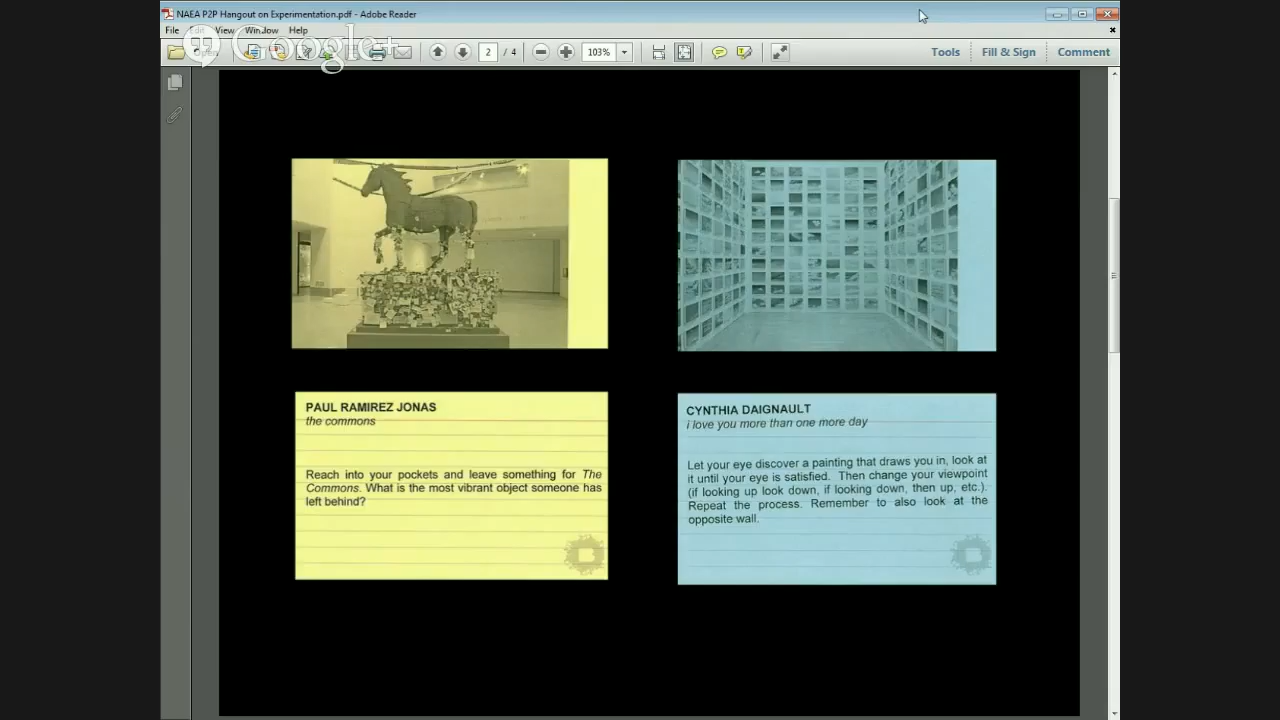 NAEA P2P Hangout on Experimentation.pdf - Adobe Reader
File Edit View Window Help
Google+
Open
2 / 4
103%
Tools Fill & Sign Comment
PAUL RAMIREZ JONAS
the commons
Reach into your pockets and leave something for The
Commons. What is the most vibrant object someone has
left behind?
CYNTHIA DAIGNAULT
i love you more than one more day
Let your eye discover a painting that draws you in, look at
it until your eye is satisfied. Then change your viewpoint
(if looking up look down, if looking down, then up, etc.).
Repeat the process. Remember to also look at the
opposite wall.
B